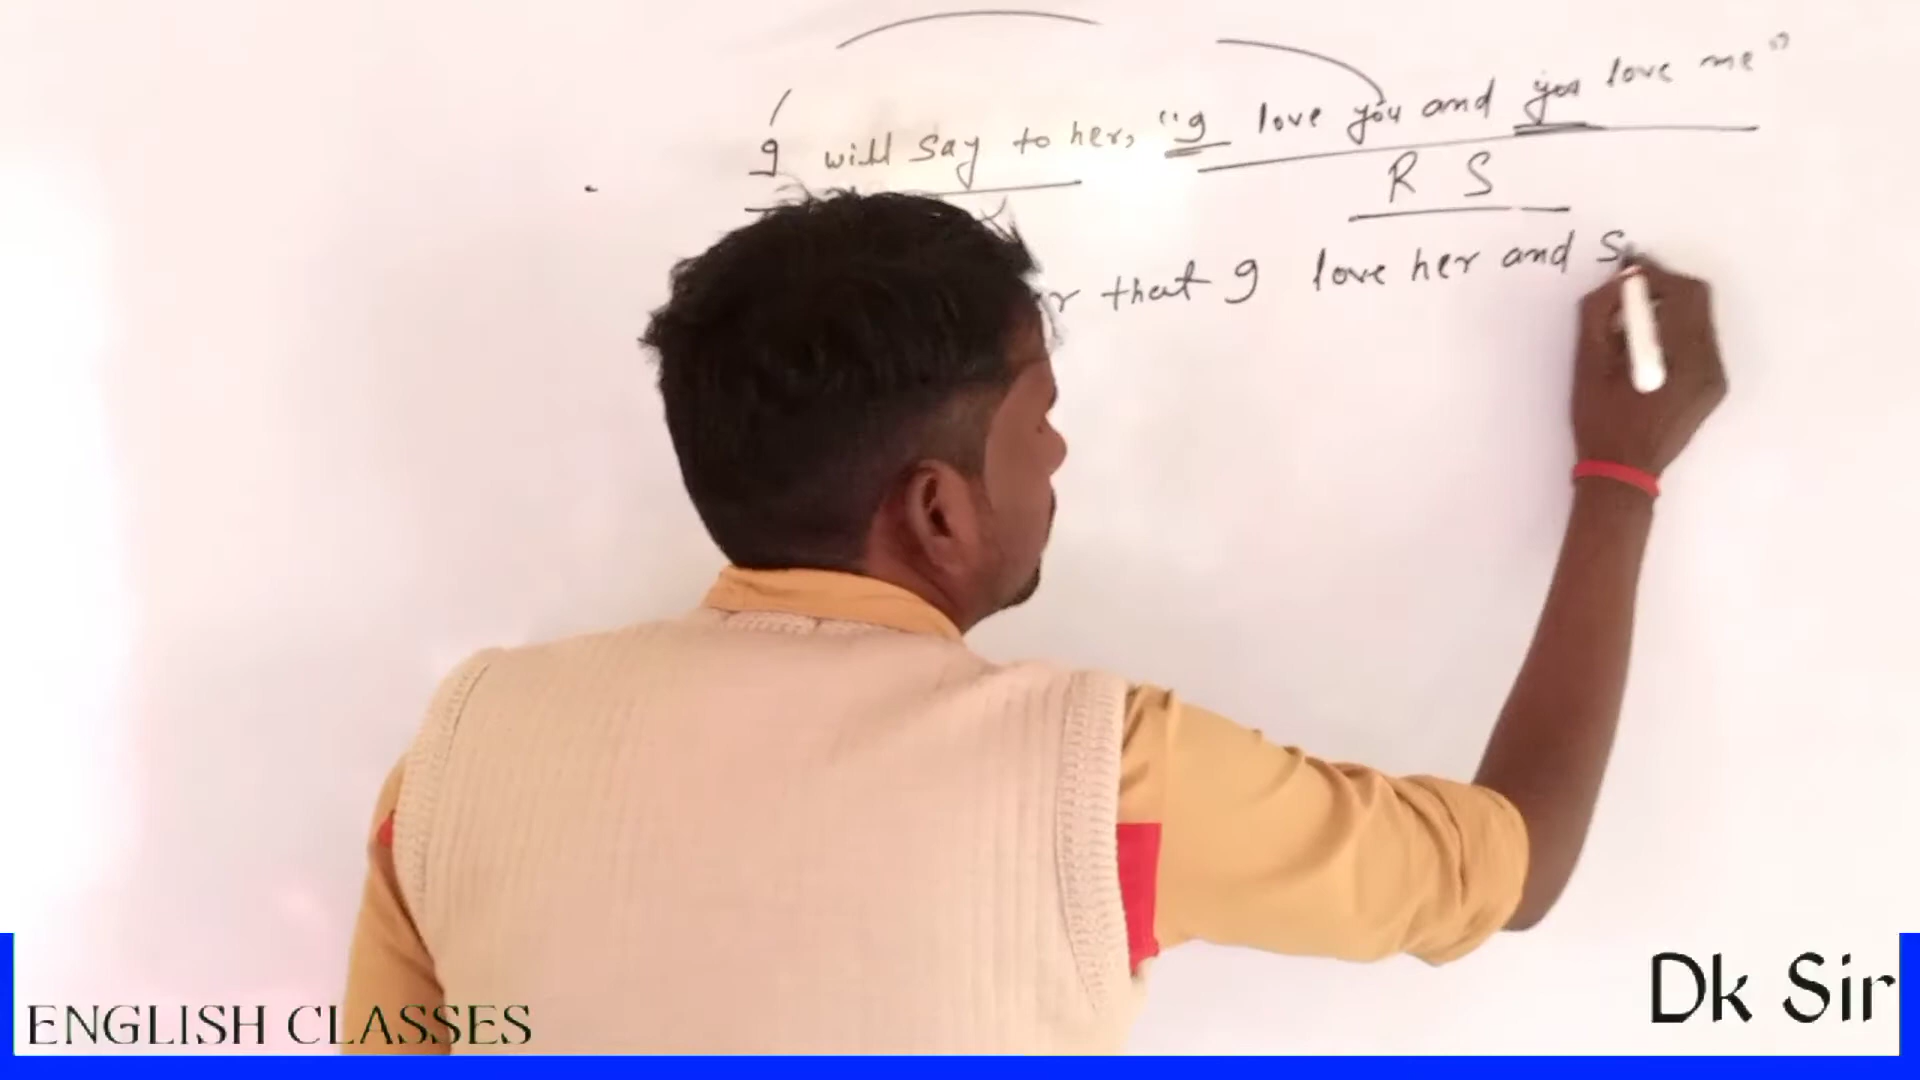 I will say to her, "I love you and you love me"
R S
r that I love her and S
ENGLISH CLASSES
Dk Sir